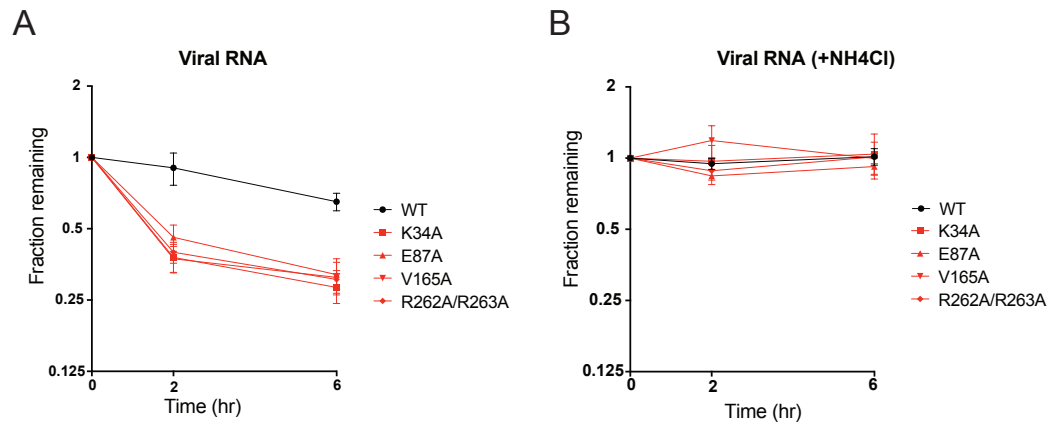 A
Viral RNA
Fraction remaining
2
1
0.5
0.25
0.125
0
2
6
Time (hr)
WT
K34A
E87A
V165A
R262A/R263A
B
Viral RNA (+NH4Cl)
Fraction remaining
2
1
0.5
0.25
0.125
0
2
6
Time (hr)
WT
K34A
E87A
V165A
R262A/R263A